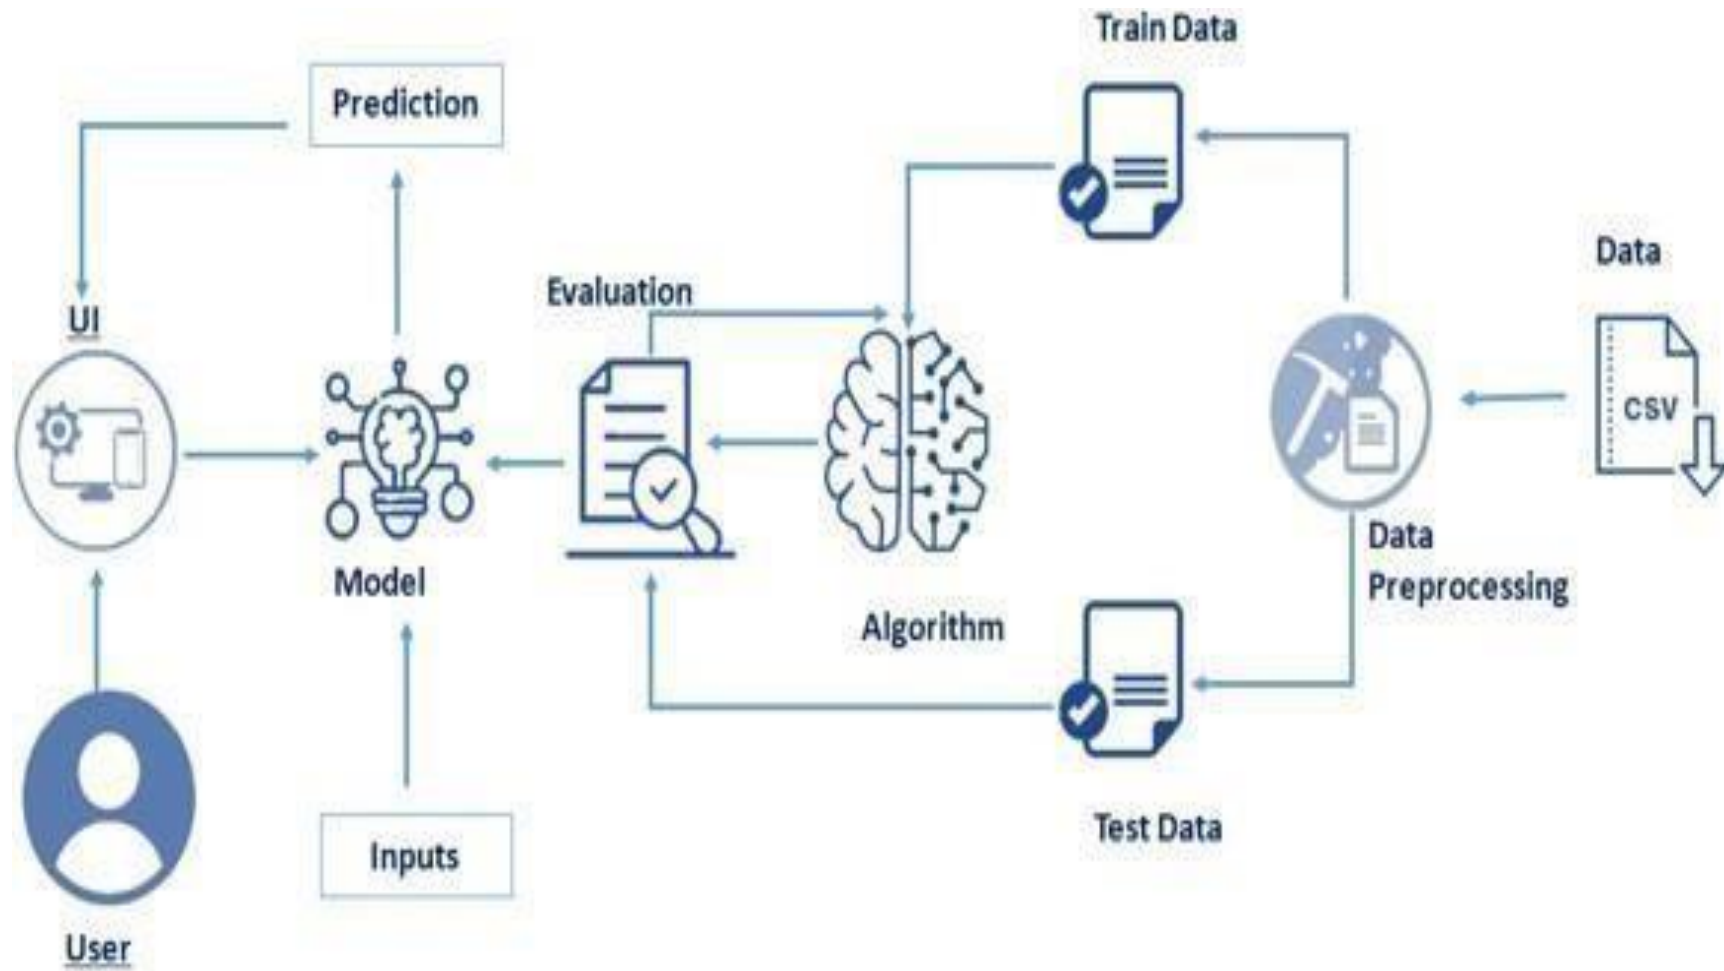 Train Data
Prediction
Data
Evaluation
UI
CSV
Data
Preprocessing
Model
Algorithm
Test Data
Inputs
User